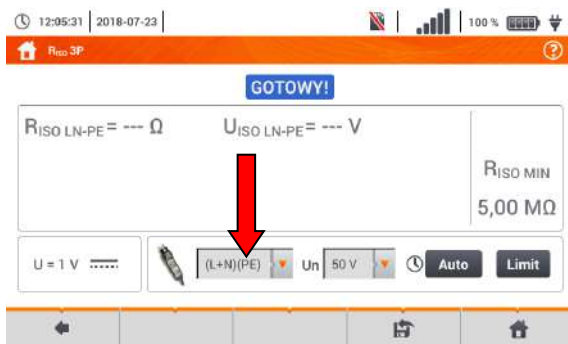 12:05:31 2018-07-23 100 %
RISO 3P
GOTOWY!
RISO LN-PE= --- Ω UISO LN-PE= --- V
RISO MIN
5,00 MΩ
U = 1 V (L+N)(PE) Un 50 V Auto Limit